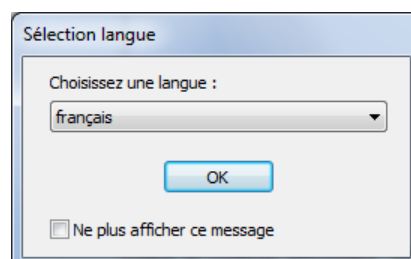 Sélection langue
Choisissez une langue :
français
OK
Ne plus afficher ce message